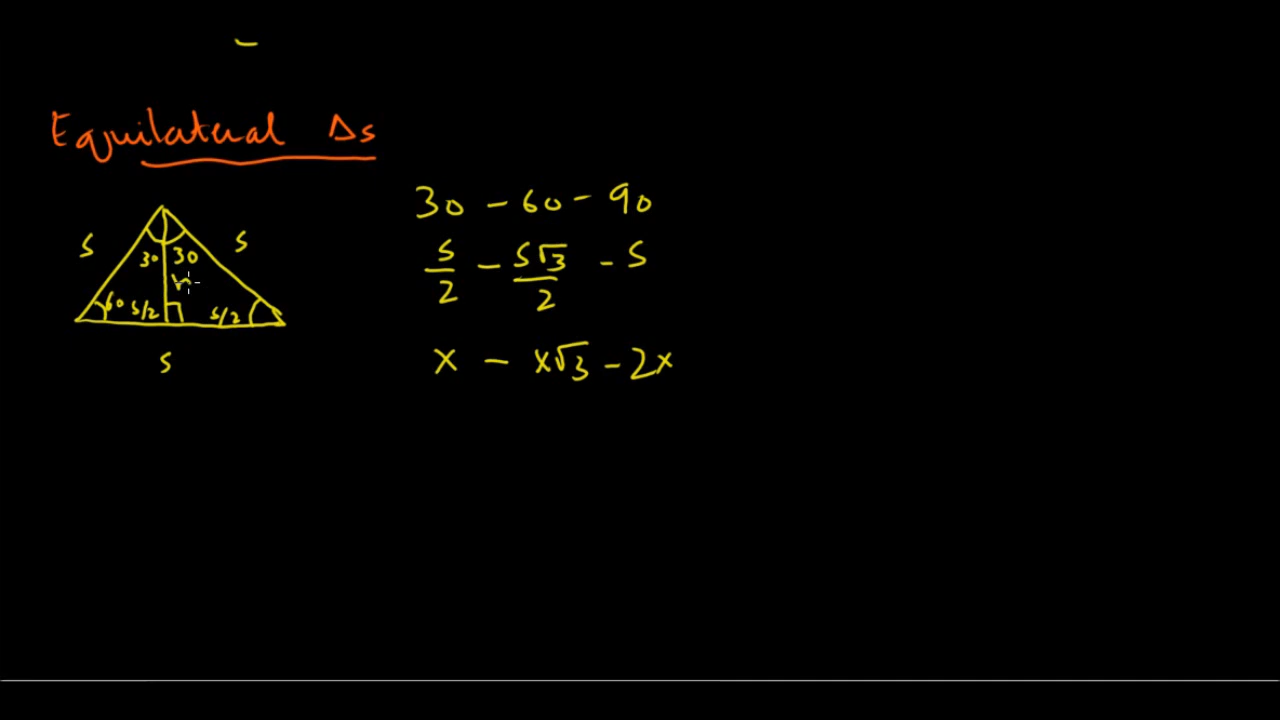 Equilateral Δs
30 - 60 - 90
s/2 - s√3/2 - s
x - x√3 - 2x
s s
30 30
h
60 s/2 s/2
s